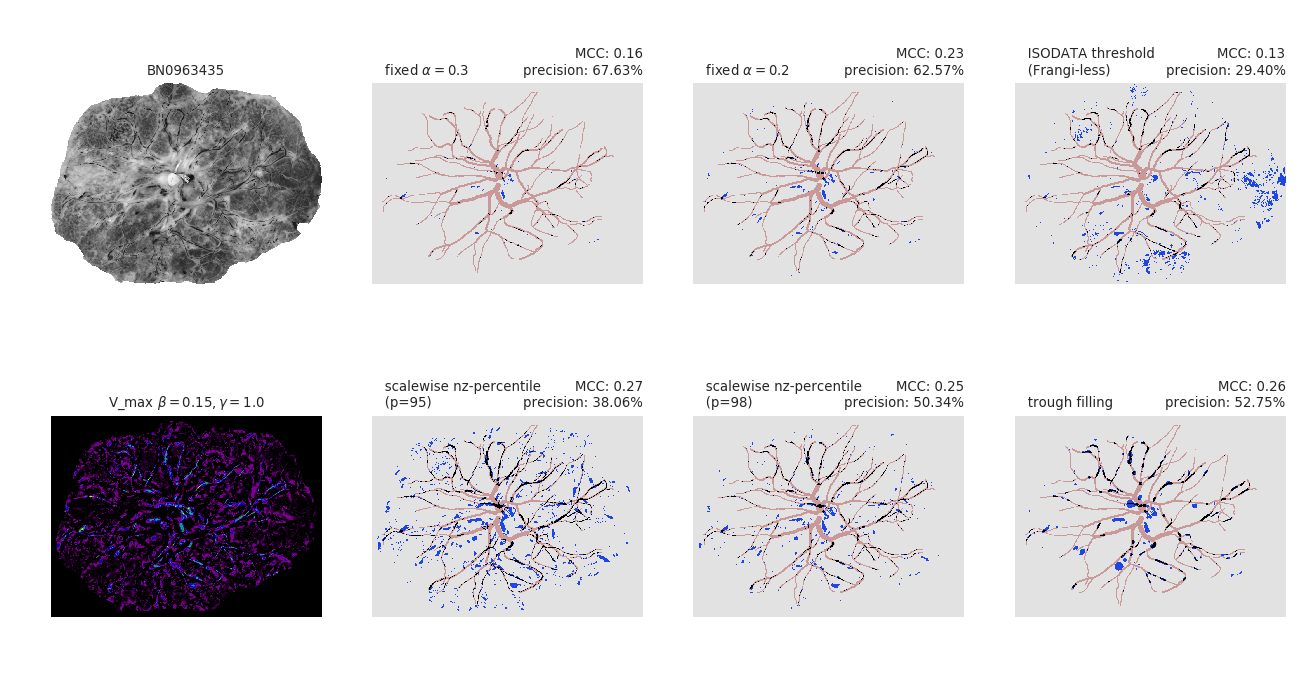 BN0963435
MCC: 0.16
fixed α = 0.3 precision: 67.63%
MCC: 0.23
fixed α = 0.2 precision: 62.57%
ISODATA threshold MCC: 0.13
(Frangi-less) precision: 29.40%
V_max β = 0.15, γ = 1.0
scalewise nz-percentile MCC: 0.27
(p=95) precision: 38.06%
scalewise nz-percentile MCC: 0.25
(p=98) precision: 50.34%
MCC: 0.26
trough filling precision: 52.75%